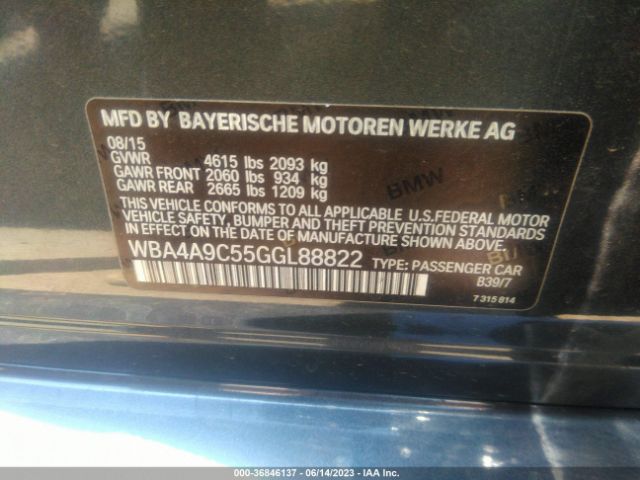 MFD BY BAYERISCHE MOTOREN WERKE AG
08/15
GVWR 4615 lbs 2093 kg
GAWR FRONT 2060 lbs 934 kg
GAWR REAR 2665 lbs 1209 kg
THIS VEHICLE CONFORMS TO ALL APPLICABLE U.S.FEDERAL MOTOR
VEHICLE SAFETY, BUMPER AND THEFT PREVENTION STANDARDS
IN EFFECT ON THE DATE OF MANUFACTURE SHOWN ABOVE.
WBA4A9C55GGL88822 TYPE: PASSENGER CAR
B39/7
7 315 814
BMW
000-36846137 - 06/14/2023 - IAA Inc.